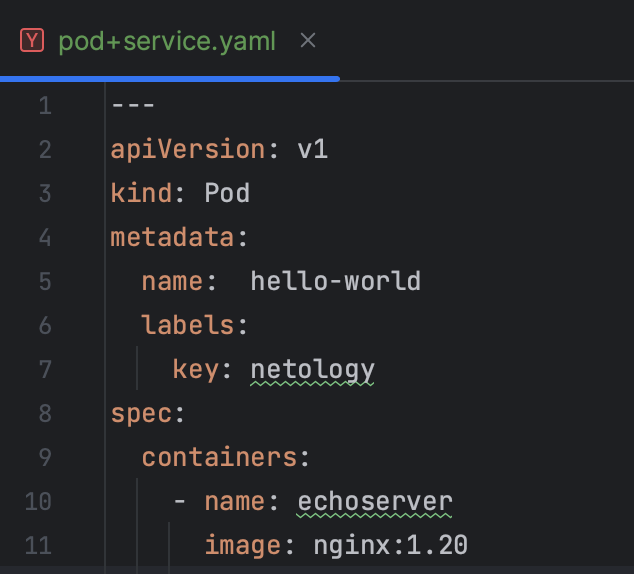 Y pod+service.yaml ×
1 ---
2 apiVersion: v1
3 kind: Pod
4 metadata:
5   name:  hello-world
6   labels:
7     key: netology
8 spec:
9   containers:
10     - name: echoserver
11       image: nginx:1.20